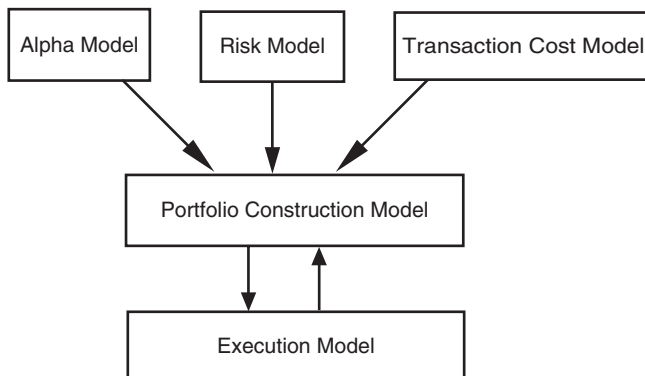 Alpha Model
Risk Model
Transaction Cost Model
Portfolio Construction Model
Execution Model